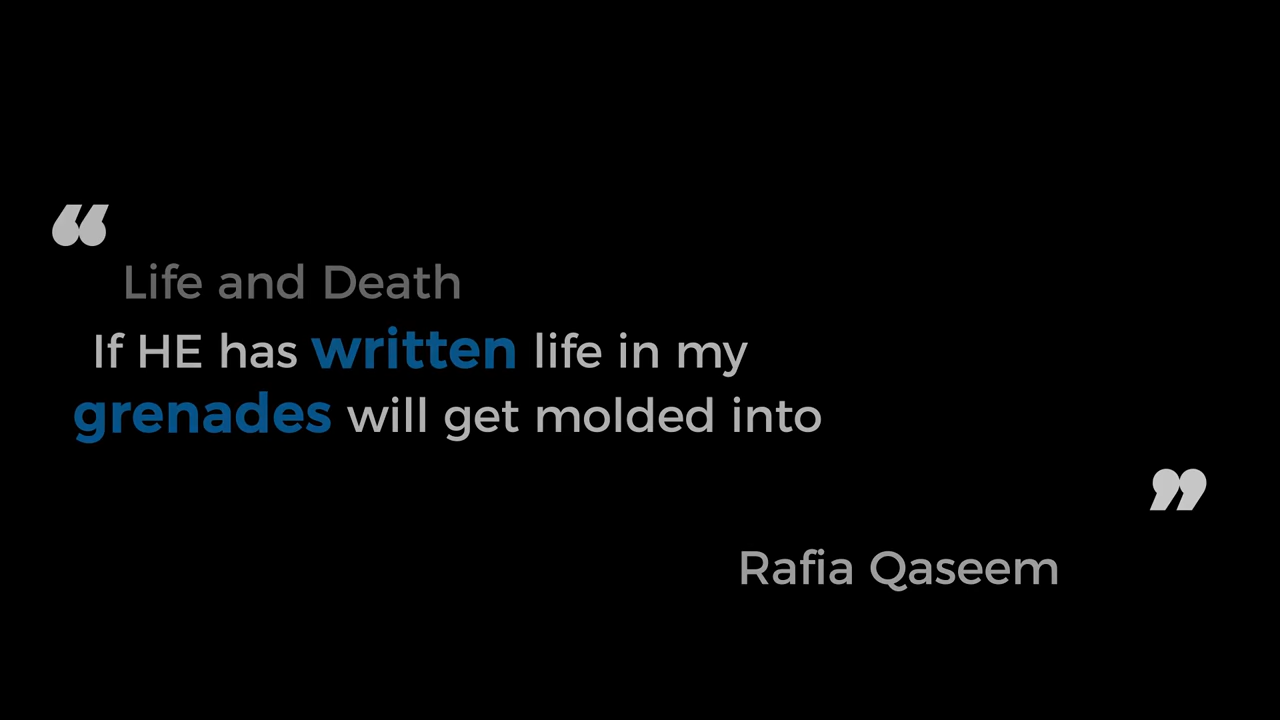 “
Life and Death
If HE has written life in my
grenades will get molded into
”
Rafia Qaseem